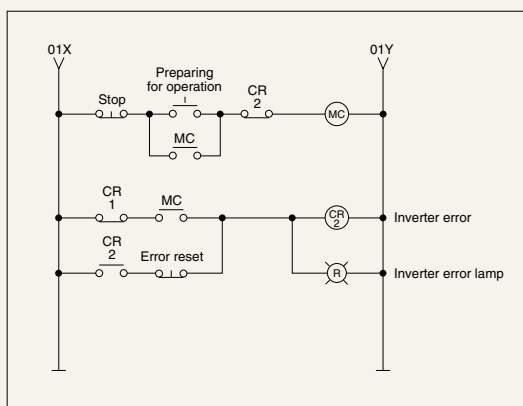 01X
01Y
Preparing
for operation
Stop
CR
2
MC
MC
CR
1
MC
CR
2
Inverter error
CR
2
Error reset
R
Inverter error lamp